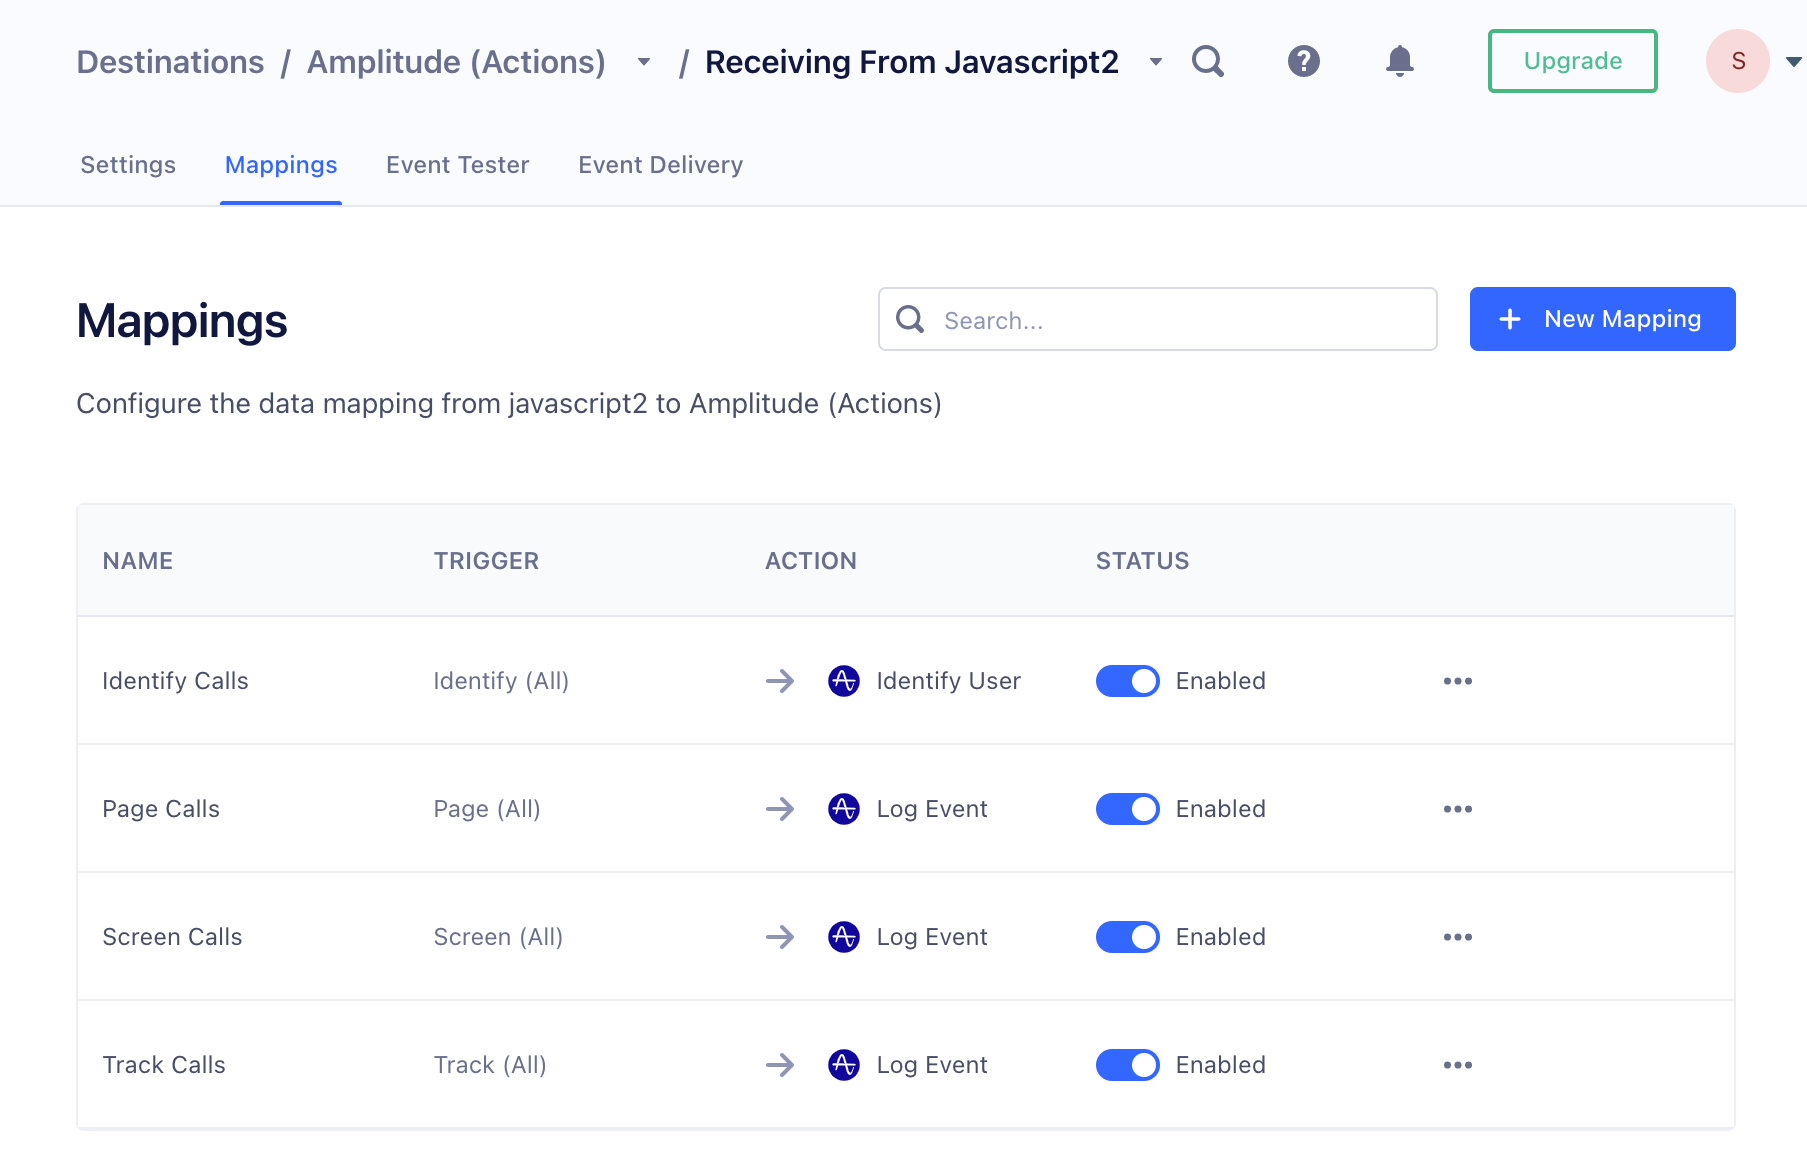 Destinations / Amplitude (Actions) / Receiving From Javascript2 Upgrade S
Settings Mappings Event Tester Event Delivery
Mappings Search... + New Mapping
Configure the data mapping from javascript2 to Amplitude (Actions)
NAME TRIGGER ACTION STATUS
Identify Calls Identify (All) Identify User Enabled
Page Calls Page (All) Log Event Enabled
Screen Calls Screen (All) Log Event Enabled
Track Calls Track (All) Log Event Enabled